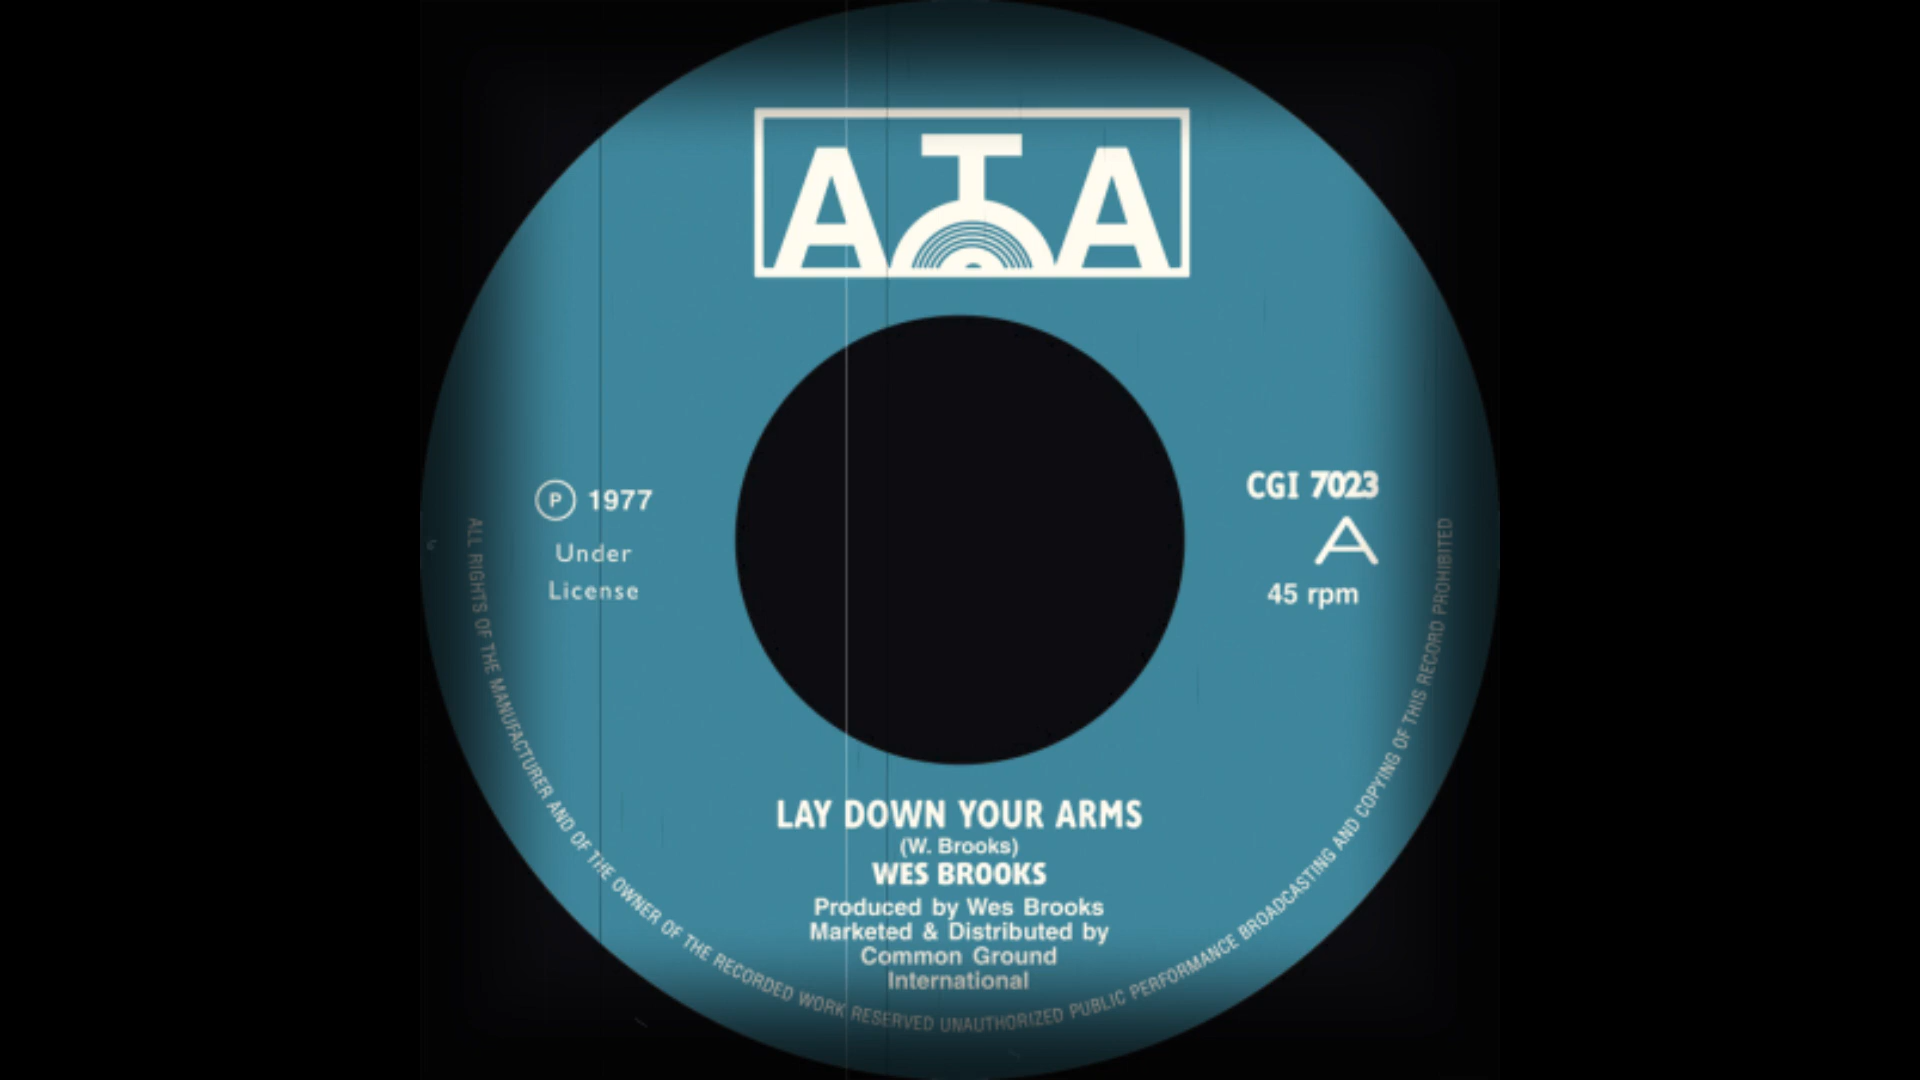 ATA
Ⓟ 1977
Under
License
CGI 7023
A
45 rpm
LAY DOWN YOUR ARMS
(W. Brooks)
WES BROOKS
Produced by Wes Brooks
Marketed & Distributed by
Common Ground
International
ALL RIGHTS OF THE MANUFACTURER AND OF THE OWNER OF THE RECORDED WORK RESERVED UNAUTHORIZED PUBLIC PERFORMANCE BROADCASTING AND COPYING OF THIS RECORD PROHIBITED